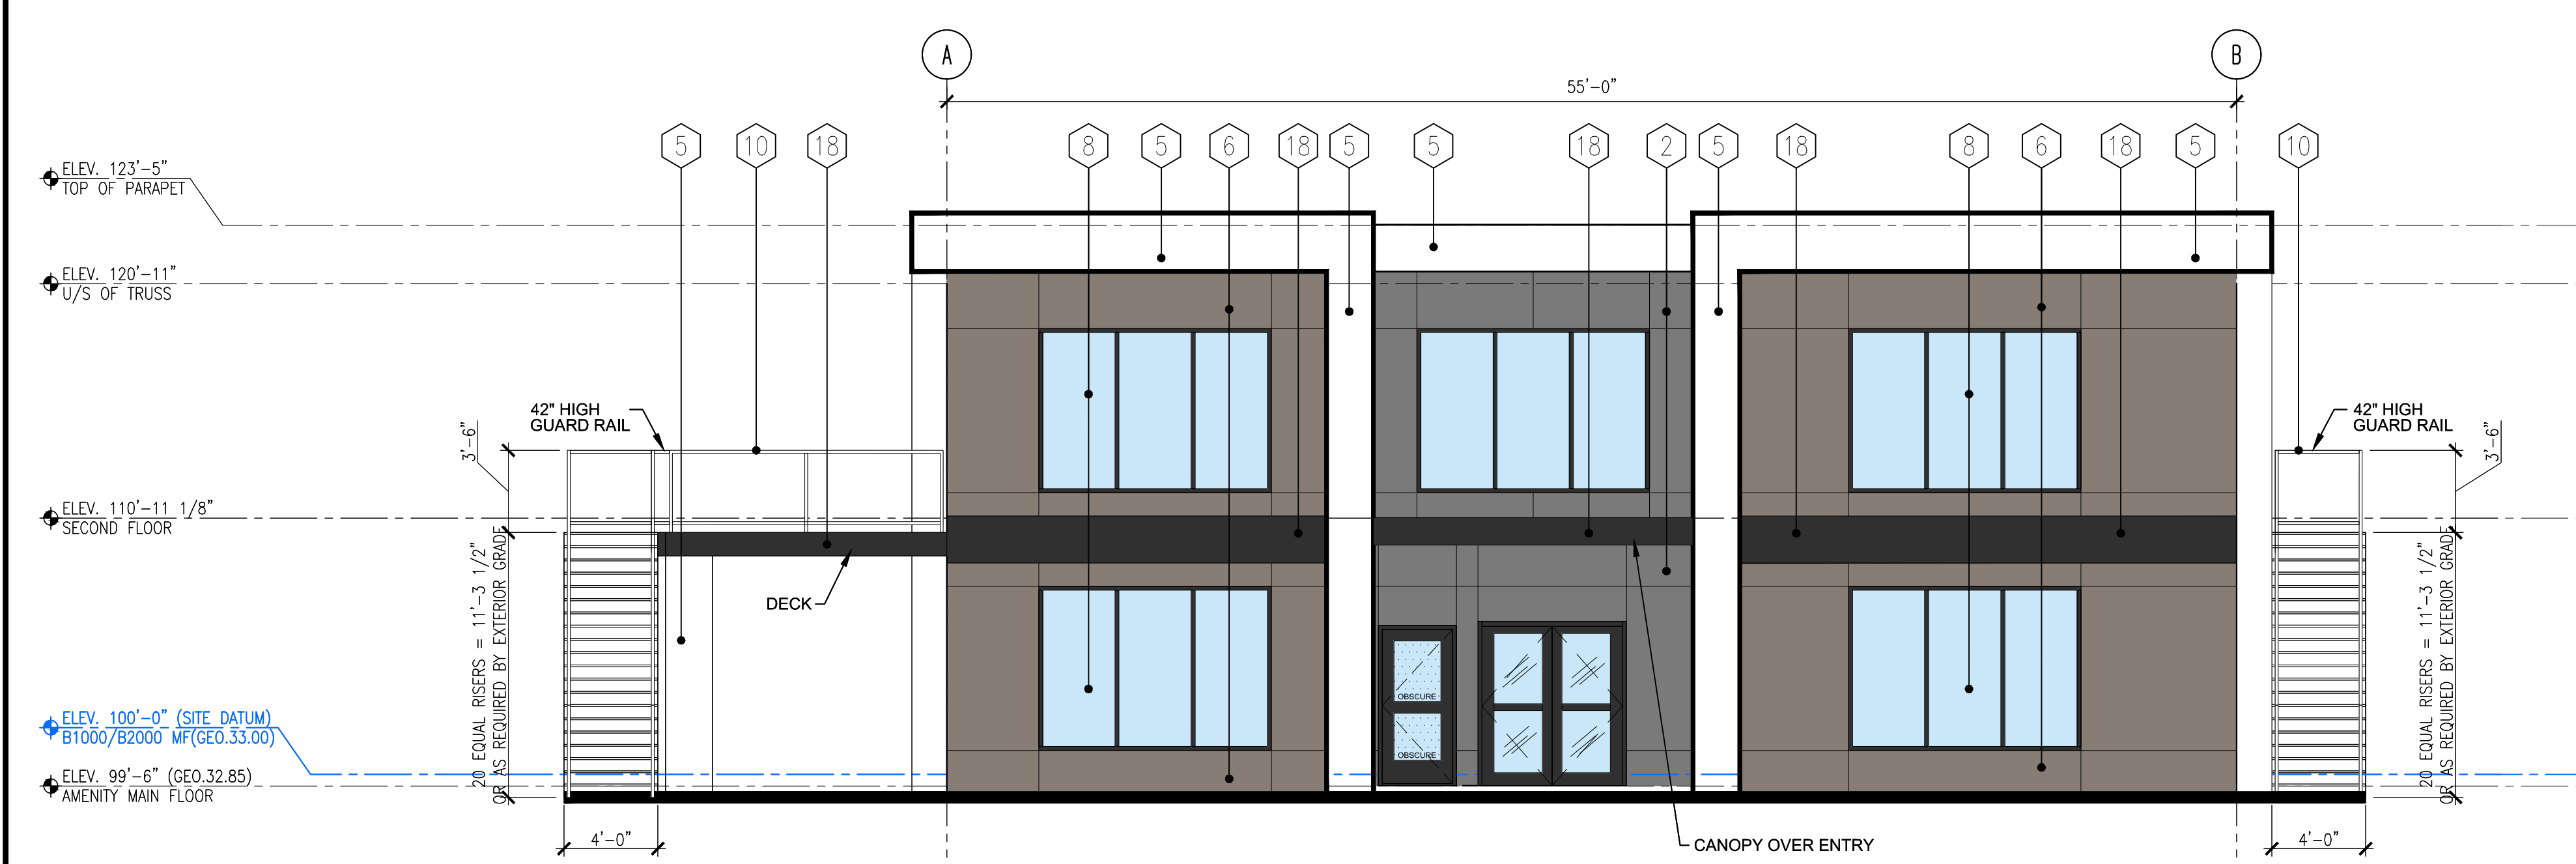 A
B
55'-0"
5
10
18
8
5
6
18
5
5
18
2
5
18
8
6
18
5
10
ELEV. 123'-5"
TOP OF PARAPET
ELEV. 120'-11"
U/S OF TRUSS
42" HIGH
GUARD RAIL
3'-6"
42" HIGH
GUARD RAIL
3'-6"
ELEV. 110'-11 1/8"
SECOND FLOOR
20 EQUAL RISERS = 11'-3 1/2"
OR AS REQUIRED BY EXTERIOR GRADE
DECK
20 EQUAL RISERS = 11'-3 1/2"
OR AS REQUIRED BY EXTERIOR GRADE
OBSCURE
OBSCURE
ELEV. 100'-0" (SITE DATUM)
B1000/B2000 MF(GEO.33.00)
ELEV. 99'-6" (GEO.32.85)
AMENITY MAIN FLOOR
4'-0"
CANOPY OVER ENTRY
4'-0"